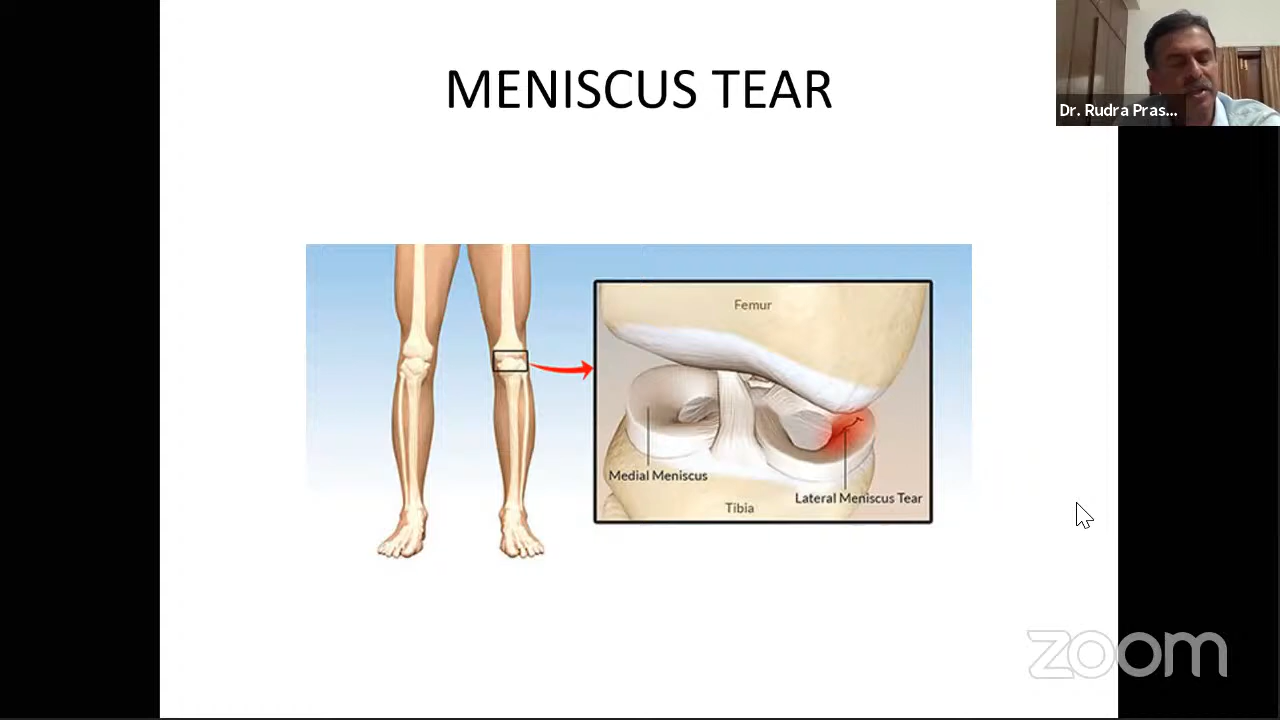 MENISCUS TEAR
Dr. Rudra Pras...
Femur
Medial Meniscus
Lateral Meniscus Tear
Tibia
zoom